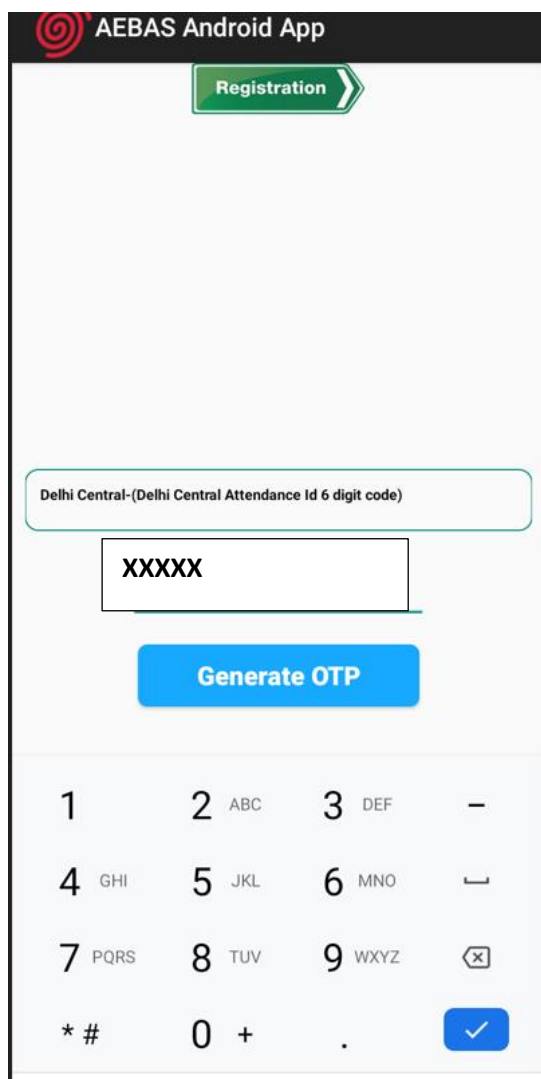 AEBAS Android App
Registration
Delhi Central-(Delhi Central Attendance Id 6 digit code)
XXXXX
Generate OTP
1 2 ABC 3 DEF -
4 GHI 5 JKL 6 MNO
7 PQRS 8 TUV 9 WXYZ
* # 0 + .